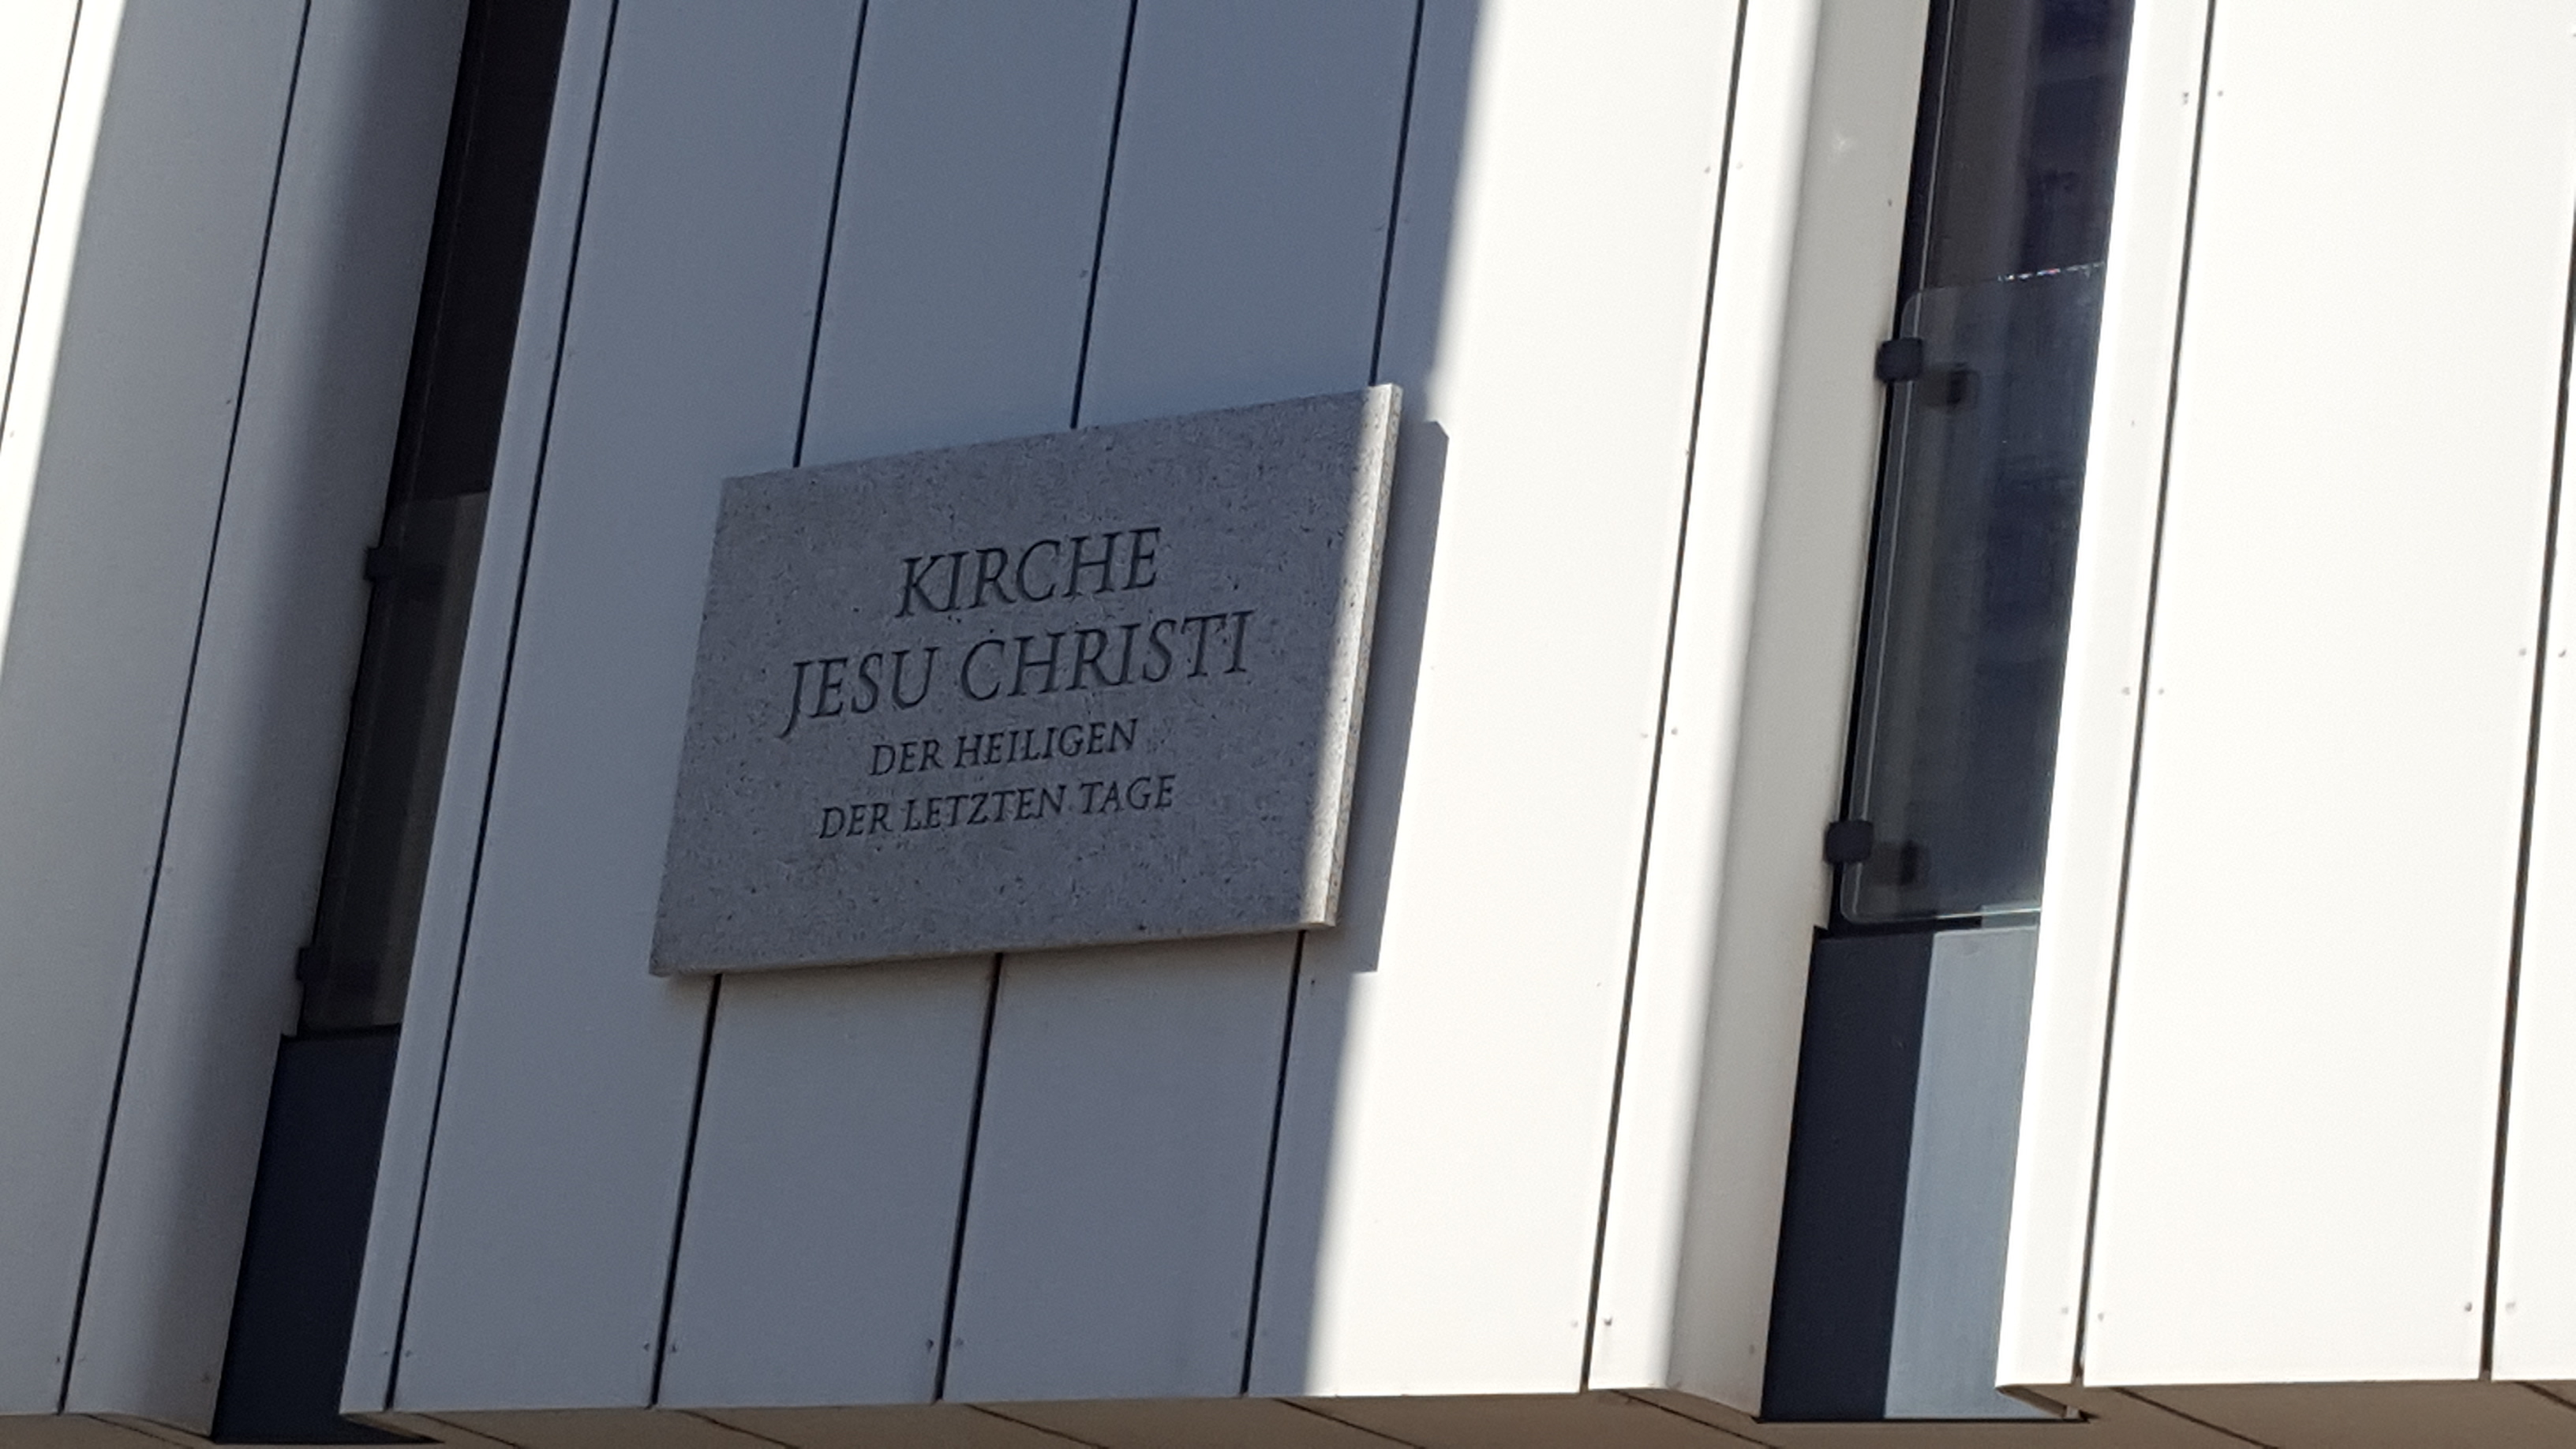 KIRCHE
JESU CHRISTI
DER HEILIGEN
DER LETZTEN TAGE